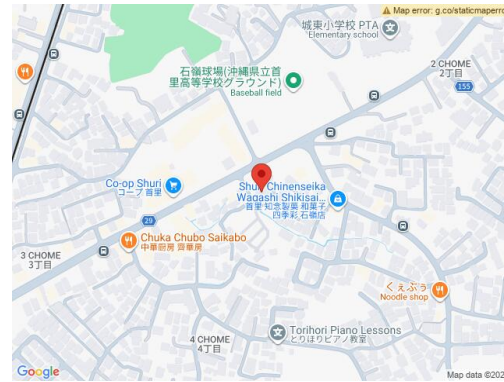 Map error: g.co/staticmaperro
城東小学校 PTA
Elementary school
石嶺球場(沖縄県立首
里高等学校グラウンド)
Baseball field
2 CHOME
2丁目
155
Co-op Shuri
コープ 首里
Shuri Chinenseika
Wagashi Shikisai...
首里 知念製菓 和菓子
四季彩 石嶺店
29
Chuka Chubo Saikabo
中華厨房 齊華房
3 CHOME
3丁目
くぇぶぅ
Noodle shop
4 CHOME
4丁目
Torihori Piano Lessons
とりほりピアノ教室
Google
Map data ©202